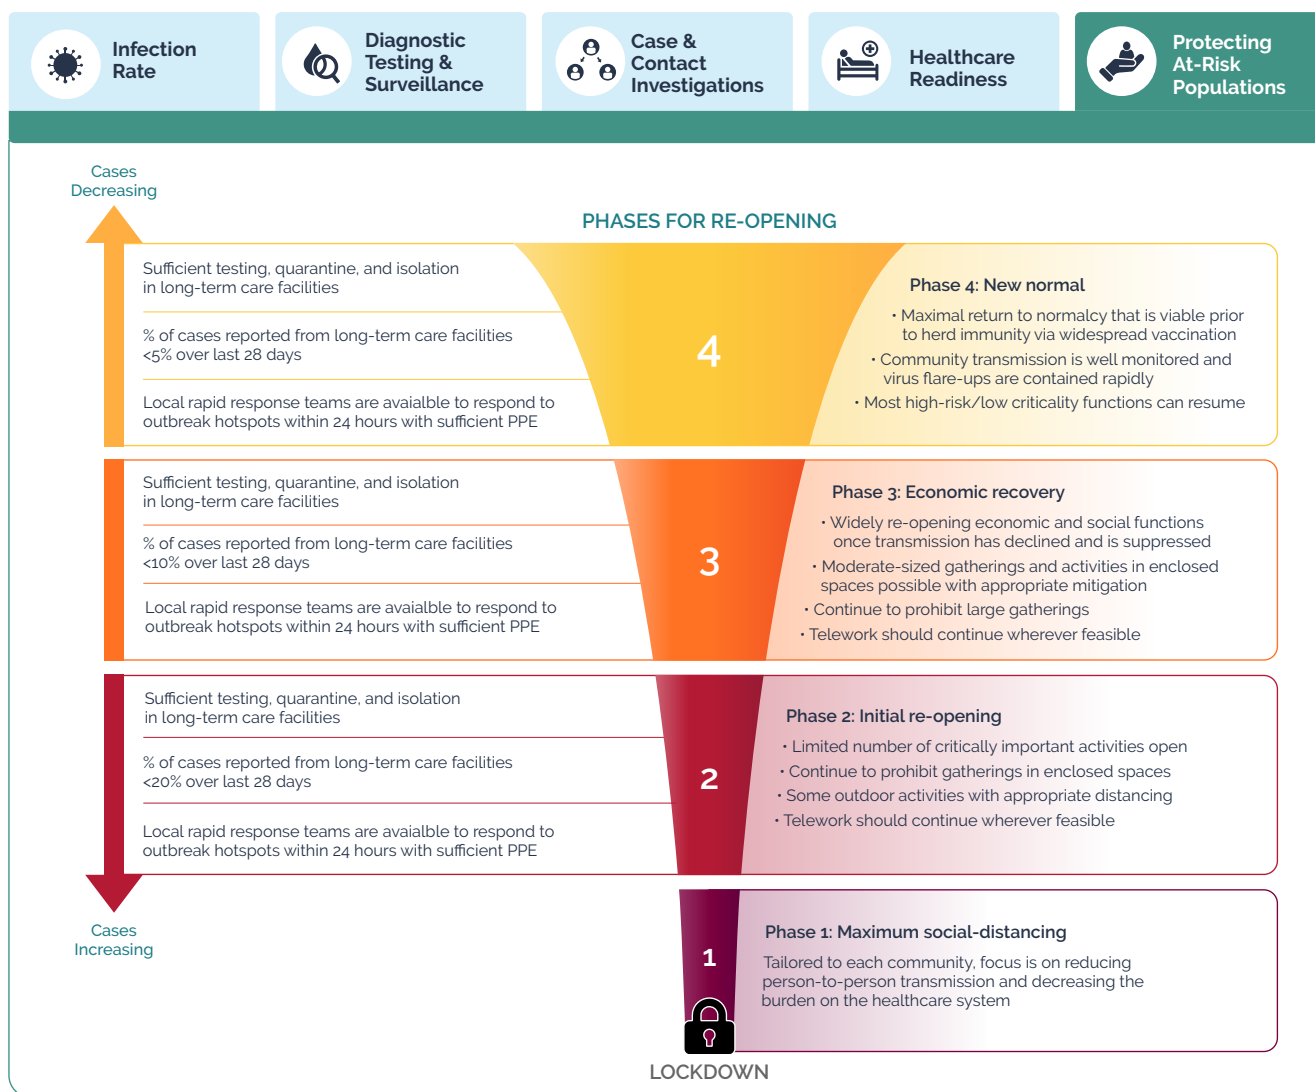 Infection
Rate
Diagnostic
Testing &
Surveillance
Case &
Contact
Investigations
Healthcare
Readiness
Protecting
At-Risk
Populations
Cases
Decreasing
PHASES FOR RE-OPENING
Sufficient testing, quarantine, and isolation
in long-term care facilities
% of cases reported from long-term care facilities
<5% over last 28 days
Local rapid response teams are avaialble to respond to
outbreak hotspots within 24 hours with sufficient PPE
4
Phase 4: New normal
• Maximal return to normalcy that is viable prior
to herd immunity via widespread vaccination
• Community transmission is well monitored and
virus flare-ups are contained rapidly
• Most high-risk/low criticality functions can resume
Sufficient testing, quarantine, and isolation
in long-term care facilities
% of cases reported from long-term care facilities
<10% over last 28 days
Local rapid response teams are avaialble to respond to
outbreak hotspots within 24 hours with sufficient PPE
3
Phase 3: Economic recovery
• Widely re-opening economic and social functions
once transmission has declined and is suppressed
• Moderate-sized gatherings and activities in enclosed
spaces possible with appropriate mitigation
• Continue to prohibit large gatherings
• Telework should continue wherever feasible
Sufficient testing, quarantine, and isolation
in long-term care facilities
% of cases reported from long-term care facilities
<20% over last 28 days
Local rapid response teams are avaialble to respond to
outbreak hotspots within 24 hours with sufficient PPE
2
Phase 2: Initial re-opening
• Limited number of critically important activities open
• Continue to prohibit gatherings in enclosed spaces
• Some outdoor activities with appropriate distancing
• Telework should continue wherever feasible
Cases
Increasing
1
Phase 1: Maximum social-distancing
Tailored to each community, focus is on reducing
person-to-person transmission and decreasing the
burden on the healthcare system
LOCKDOWN